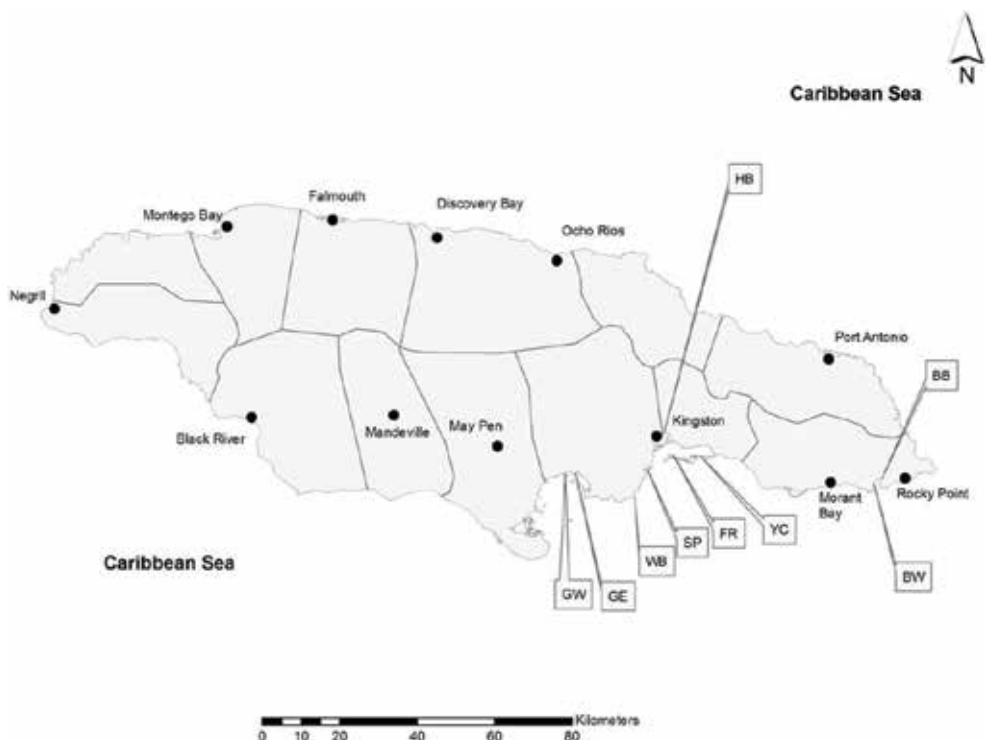 N
Caribbean Sea
HB
Falmouth
Discovery Bay
Montego Bay
Ocho Rios
Negrill
Port Antonio
BB
Kingston
May Pen
Mandeville
Black River
Rocky Point
Morant
Bay
YC
FR
SP
WB
Caribbean Sea
BW
GW
GE
Kilometers
0 10 20 40 60 80